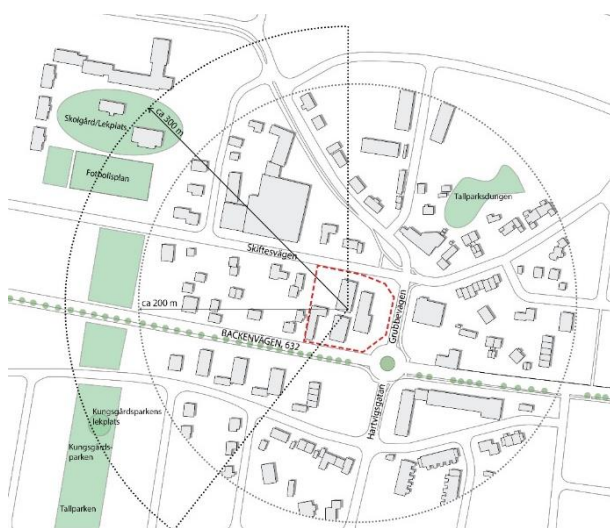 ca 300 m
Skolgård/Lekplats
Fotbollsplan
Tallparksdungen
Skiftesvägen
ca 200 m
Grubbevägen
BACKENVÄGEN, 632
Hartvigsgatan
Kungsgårdsparkens
lekplats
Kungsgårds-
parken
Tallparken